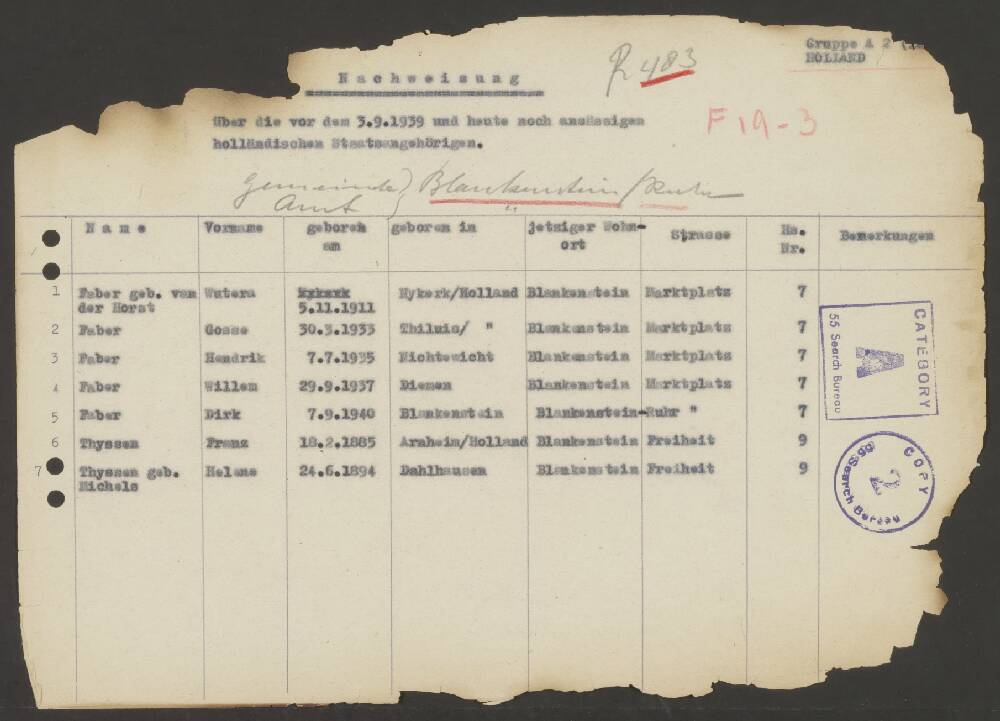 Gruppe A 2
HOLLAND
R 483
Nachweisung
F 19-3
über die vor dem 3.9.1939 und heute noch ansässigen
holländischen Staatsangehörigen.
Gemeinde } Blankenstein/Ruhr
Amt "
Name Vorname geboren am geboren in jetziger Wohn-ort Strasse Hs. Nr. Bemerkungen
1 Faber geb. van der Horst Wutera 5.11.1911 Nykerk/Holland Blankenstein Marktplatz 7
2 Faber Gosse 30.3.1933 Blankenstein Marktplatz 7
3 Faber Hendrik 7.7.1935 Nichtewicht Blankenstein Marktplatz 7
4 Faber Willem 29.9.1937 Diemen Blankenstein Marktplatz 7
5 Faber Dirk 7.9.1940 Blankenstein Blankenstein-Ruhr " 7
6 Thyssen Franz 18.2.1885 Arnheim/Holland Blankenstein Freiheit 9
7 Thyssen geb. Michels Helene 24.6.1894 Dahlhausen Blankenstein Freiheit 9
CATEGORY
A
55 Search Bureau
COPY
2
55 Search Bureau